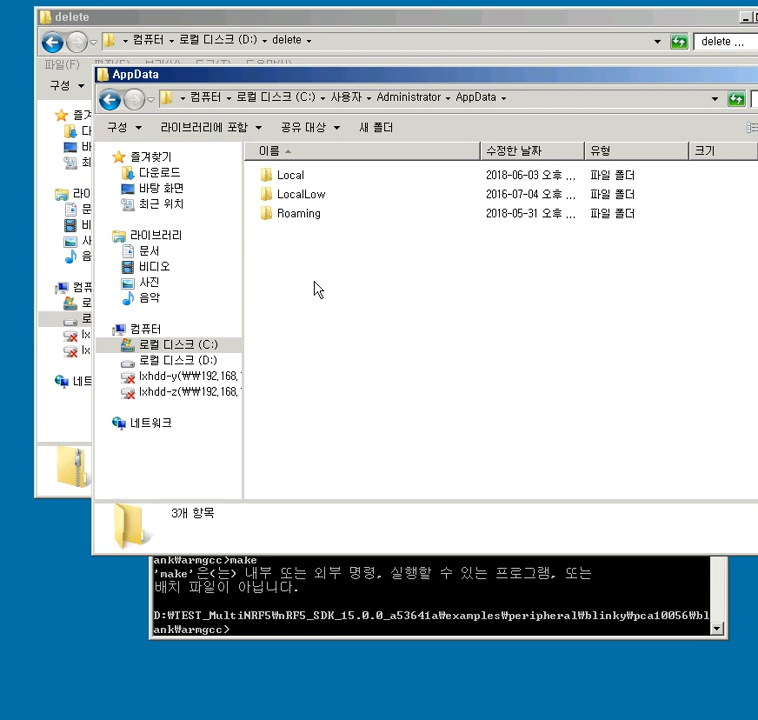 delete
컴퓨터 로컬 디스크 (D:) delete
delete ...
파일(F)
구성
AppData
컴퓨터 로컬 디스크 (C:) 사용자 Administrator AppData
구성 라이브러리에 포함 공유 대상 새 폴더
이름 수정한 날짜 유형 크기
Local 2018-06-03 오후 ... 파일 폴더
LocalLow 2016-07-04 오후 ... 파일 폴더
Roaming 2018-05-31 오후 ... 파일 폴더
즐겨찾기
다운로드
바탕 화면
최근 위치
라이브러리
문서
비디오
사진
음악
컴퓨터
로컬 디스크 (C:)
로컬 디스크 (D:)
lxhdd-y(₩₩192,168,
lxhdd-z(₩₩192,168,
네트워크
3개 항목
ank₩armgcc>make
'make'은(는) 내부 또는 외부 명령, 실행할 수 있는 프로그램, 또는
배치 파일이 아닙니다.
D:₩TEST_MultiNRF5₩nRF5_SDK_15.0.0_a53641a₩examples₩peripheral₩blinky₩pca10056₩bl
ank₩armgcc>